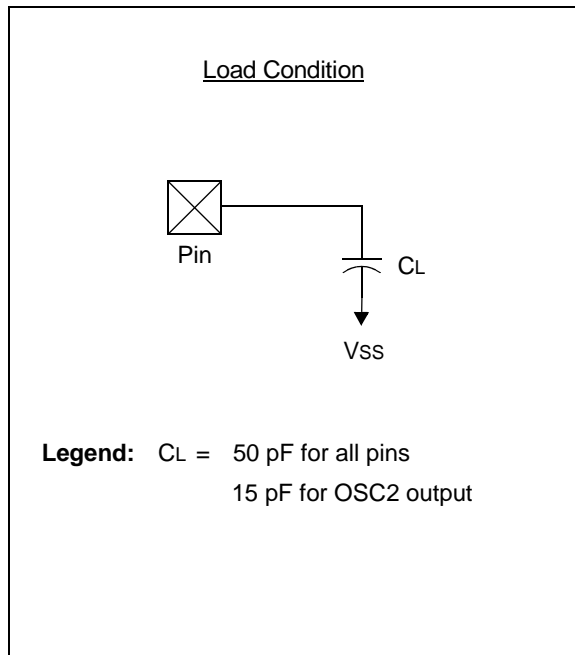 Load Condition
Pin
CL
VSS
Legend: CL = 50 pF for all pins
15 pF for OSC2 output